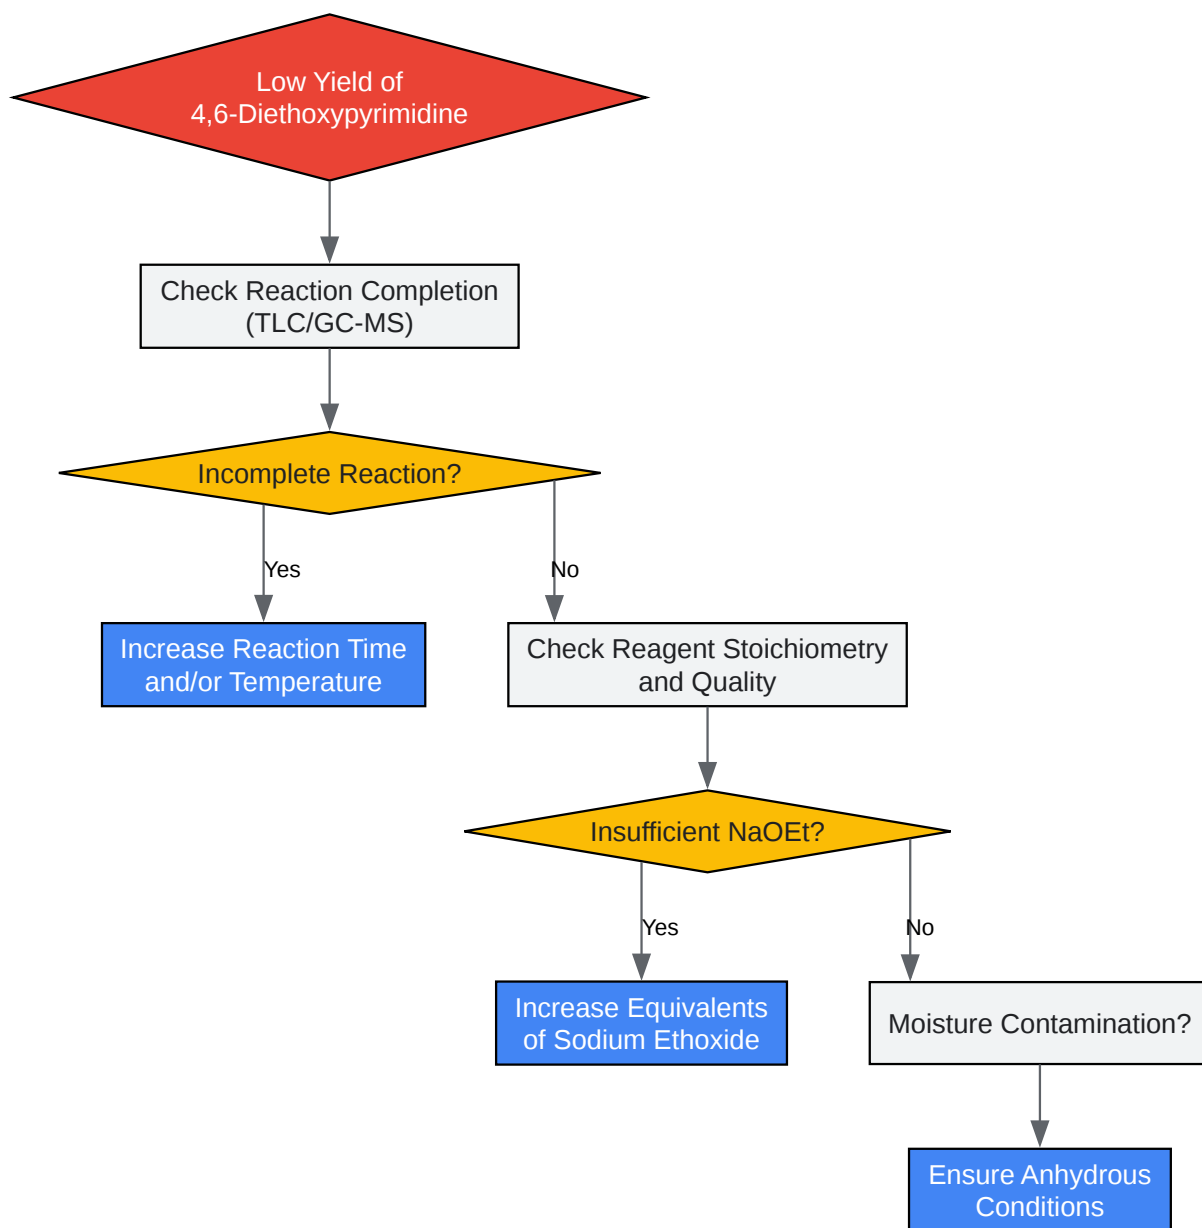 Low Yield of
4,6-Diethoxypyrimidine
Check Reaction Completion
(TLC/GC-MS)
Incomplete Reaction?
Yes
No
Increase Reaction Time
and/or Temperature
Check Reagent Stoichiometry
and Quality
Insufficient NaOEt?
Yes
No
Increase Equivalents
of Sodium Ethoxide
Moisture Contamination?
Ensure Anhydrous
Conditions